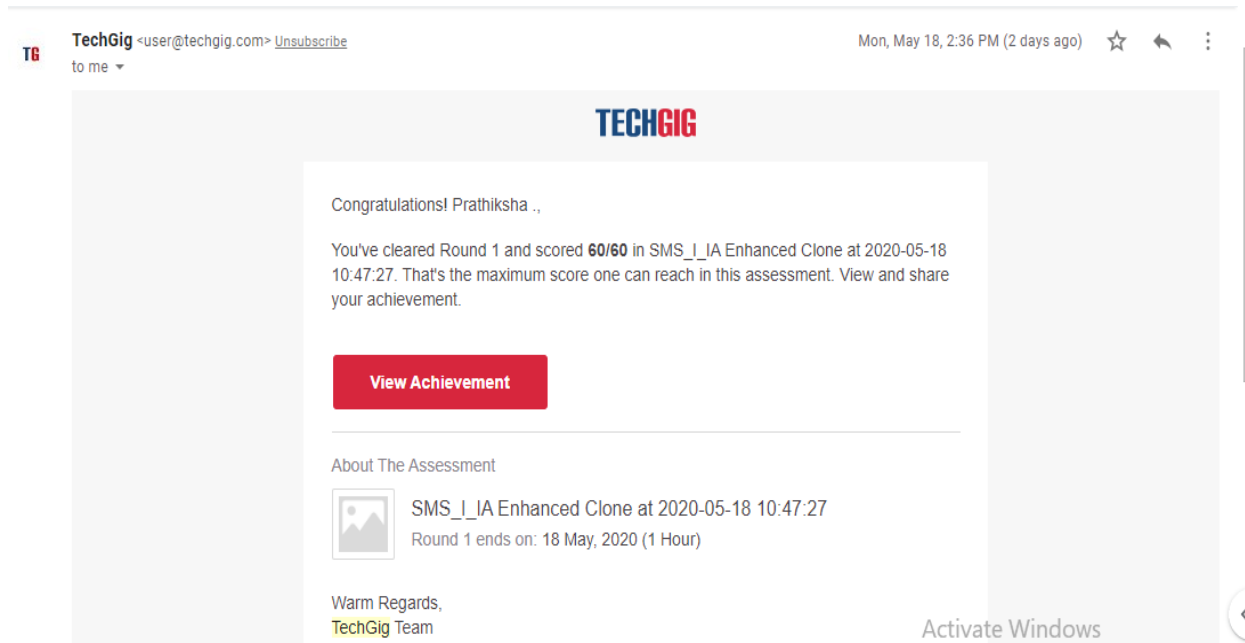 TG
TechGig <user@techgig.com> Unsubscribe
Mon, May 18, 2:36 PM (2 days ago)
to me
TECHGIG
Congratulations! Prathiksha .,
You've cleared Round 1 and scored 60/60 in SMS_I_IA Enhanced Clone at 2020-05-18
10:47:27. That's the maximum score one can reach in this assessment. View and share
your achievement.
View Achievement
About The Assessment
SMS_I_IA Enhanced Clone at 2020-05-18 10:47:27
Round 1 ends on: 18 May, 2020 (1 Hour)
Warm Regards,
TechGig Team
Activate Windows